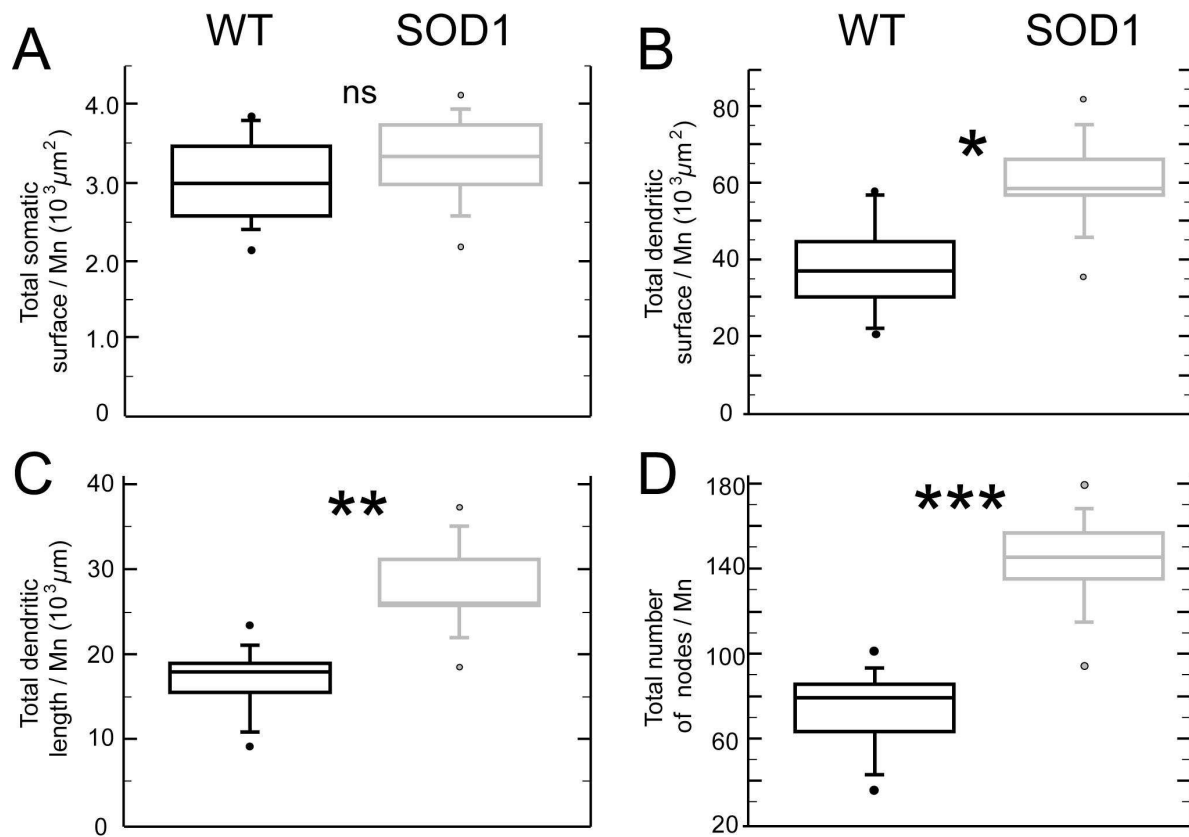 WT
SOD1
A
Total somatic
surface / Mn (10³µm²)
4.0
3.0
2.0
1.0
0
ns
WT
SOD1
B
Total dendritic
surface / Mn (10³µm²)
80
60
40
20
0
*
C
Total dendritic
length / Mn (10³µm)
40
30
20
10
0
**
D
Total number
of nodes / Mn
180
140
100
60
20
***